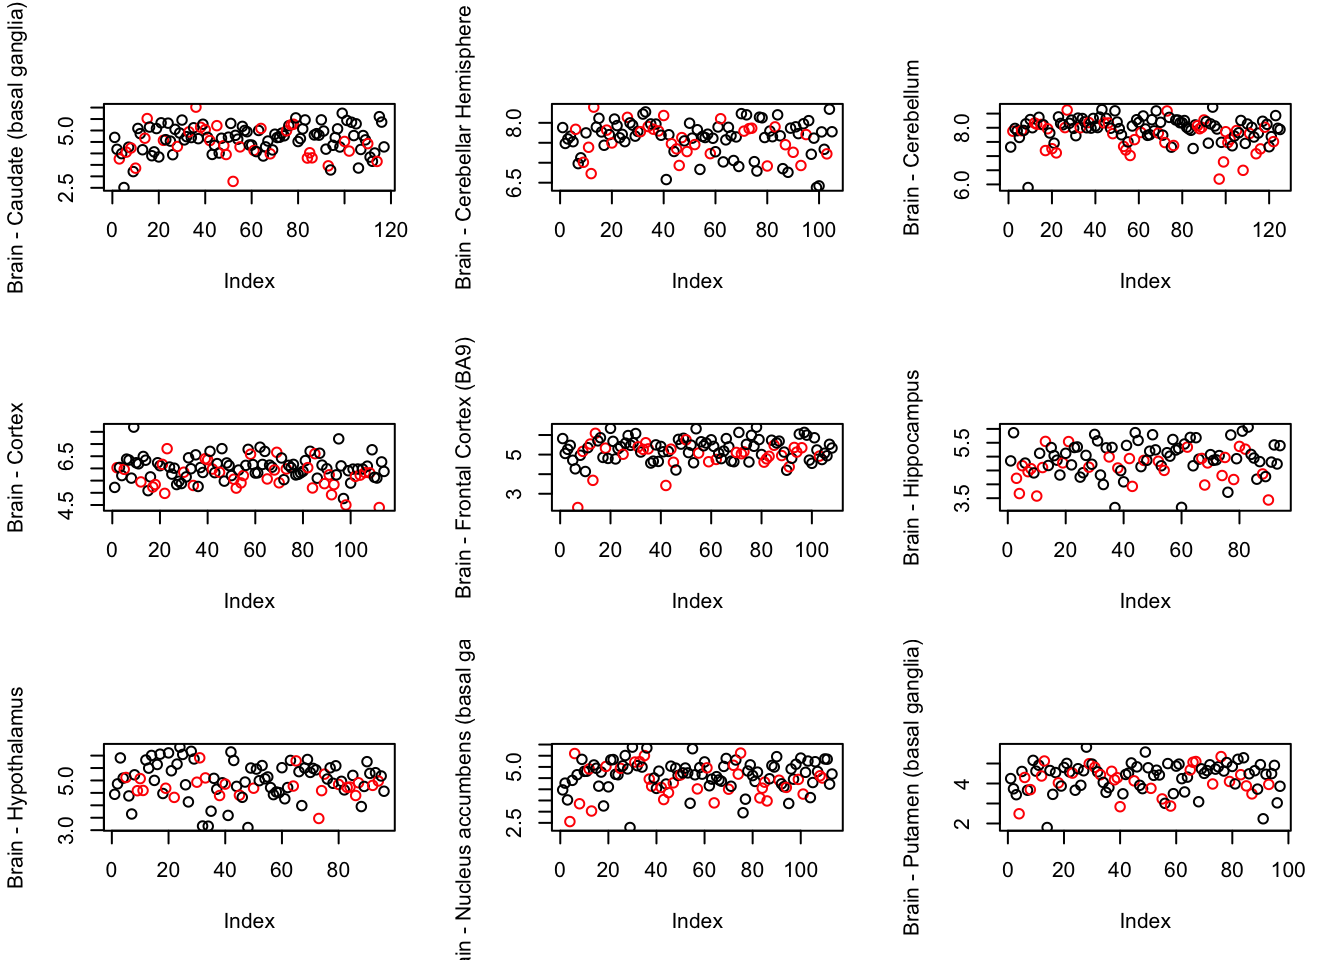 Brain - Caudate (basal ganglia)
2.5 5.0
0 20 40 60 80 120
Index
Brain - Cerebellar Hemisphere
6.5 8.0
0 20 40 60 80 100
Index
Brain - Cerebellum
6.0 8.0
0 20 40 60 80 120
Index
Brain - Cortex
4.5 6.5
0 20 40 60 80 100
Index
Brain - Frontal Cortex (BA9)
3 5
0 20 40 60 80 100
Index
Brain - Hippocampus
3.5 5.5
0 20 40 60 80
Index
Brain - Hypothalamus
3.0 5.0
0 20 40 60 80
Index
ain - Nucleus accumbens (basal ga
2.5 5.0
0 20 40 60 80 100
Index
Brain - Putamen (basal ganglia)
2 4
0 20 40 60 80 100
Index